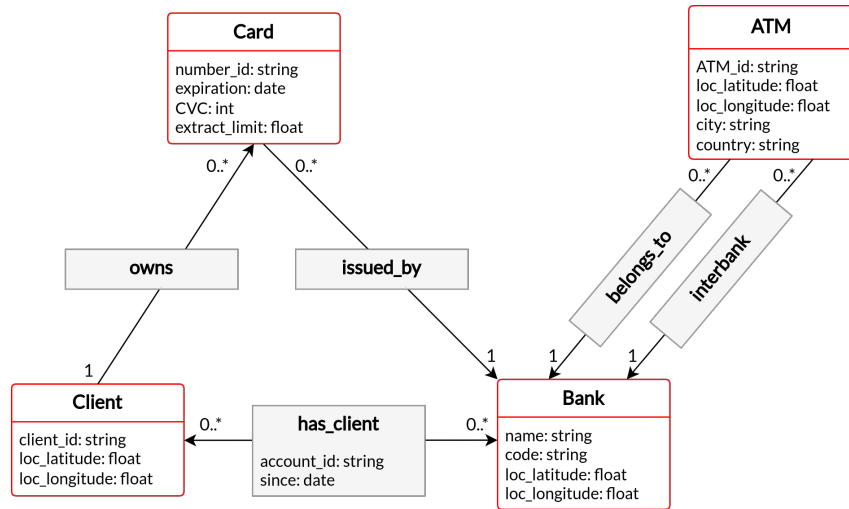 Card
number_id: string
expiration: date
CVC: int
extract_limit: float
ATM
ATM_id: string
loc_latitude: float
loc_longitude: float
city: string
country: string
0..*
0..*
0..*
0..*
owns
issued_by
belongs_to
interbank
1
1
1
1
Client
client_id: string
loc_latitude: float
loc_longitude: float
0..*
has_client
account_id: string
since: date
0..*
Bank
name: string
code: string
loc_latitude: float
loc_longitude: float